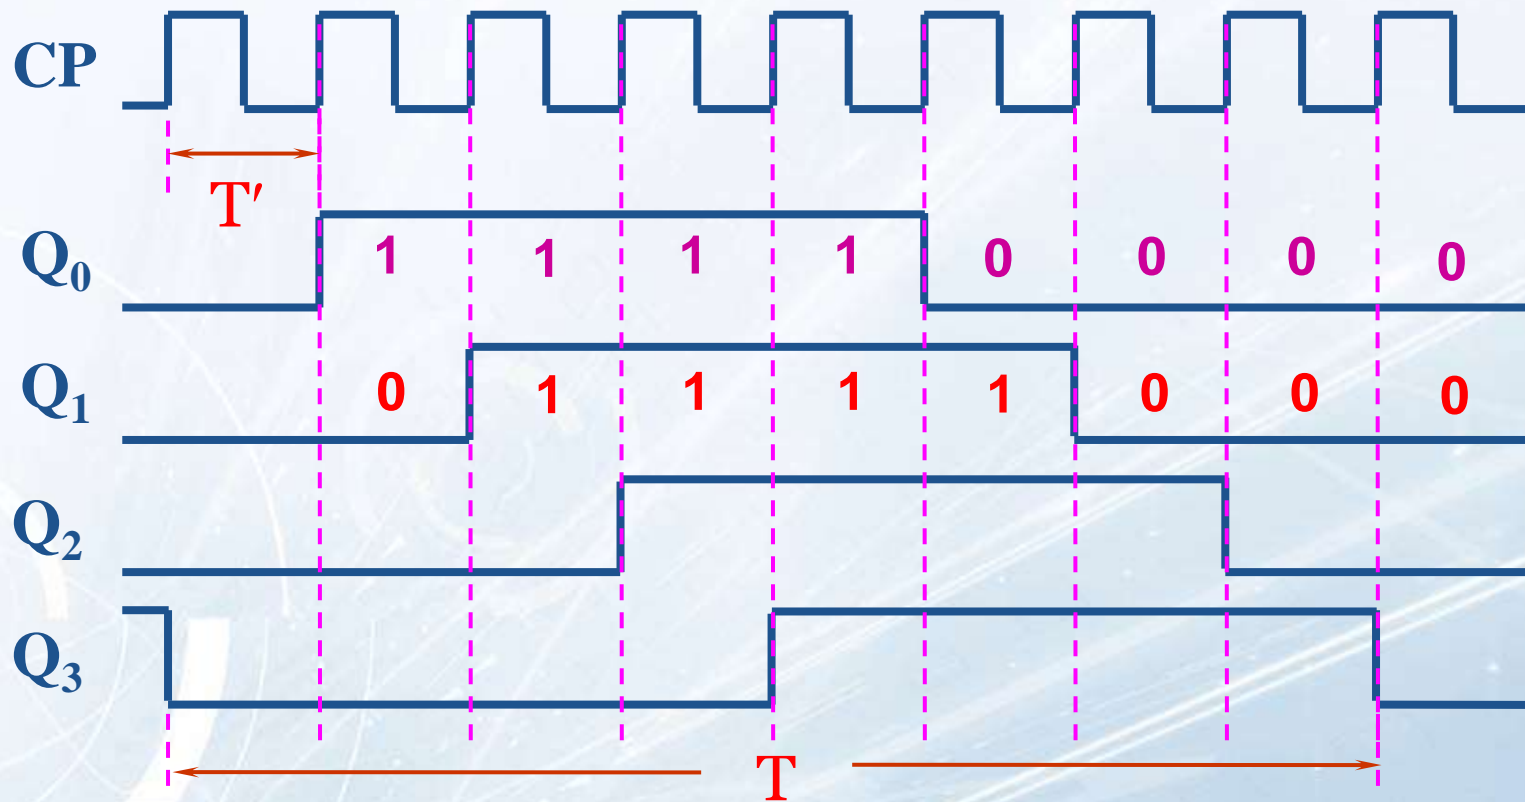 CP
T′
Q₀ 1 1 1 1 0 0 0 0
Q₁ 0 1 1 1 1 0 0 0
Q₂
Q₃
T